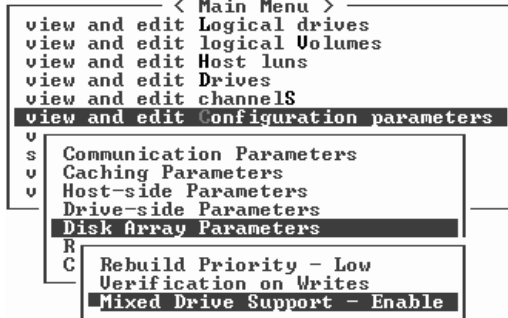 < Main Menu >
view and edit Logical drives
view and edit logical Volumes
view and edit Host luns
view and edit Drives
view and edit channelS
view and edit Configuration parameters
v
s
v
v
Communication Parameters
Caching Parameters
Host-side Parameters
Drive-side Parameters
Disk Array Parameters
R
C
Rebuild Priority - Low
Verification on Writes
Mixed Drive Support - Enable